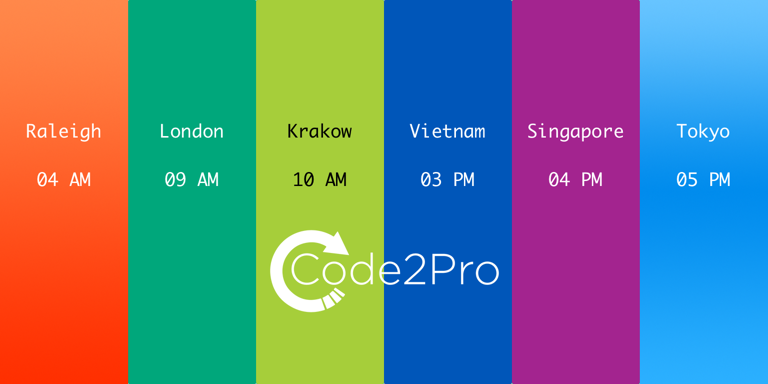 Raleigh
04 AM
London
09 AM
Krakow
10 AM
Vietnam
03 PM
Singapore
04 PM
Tokyo
05 PM
Code2Pro